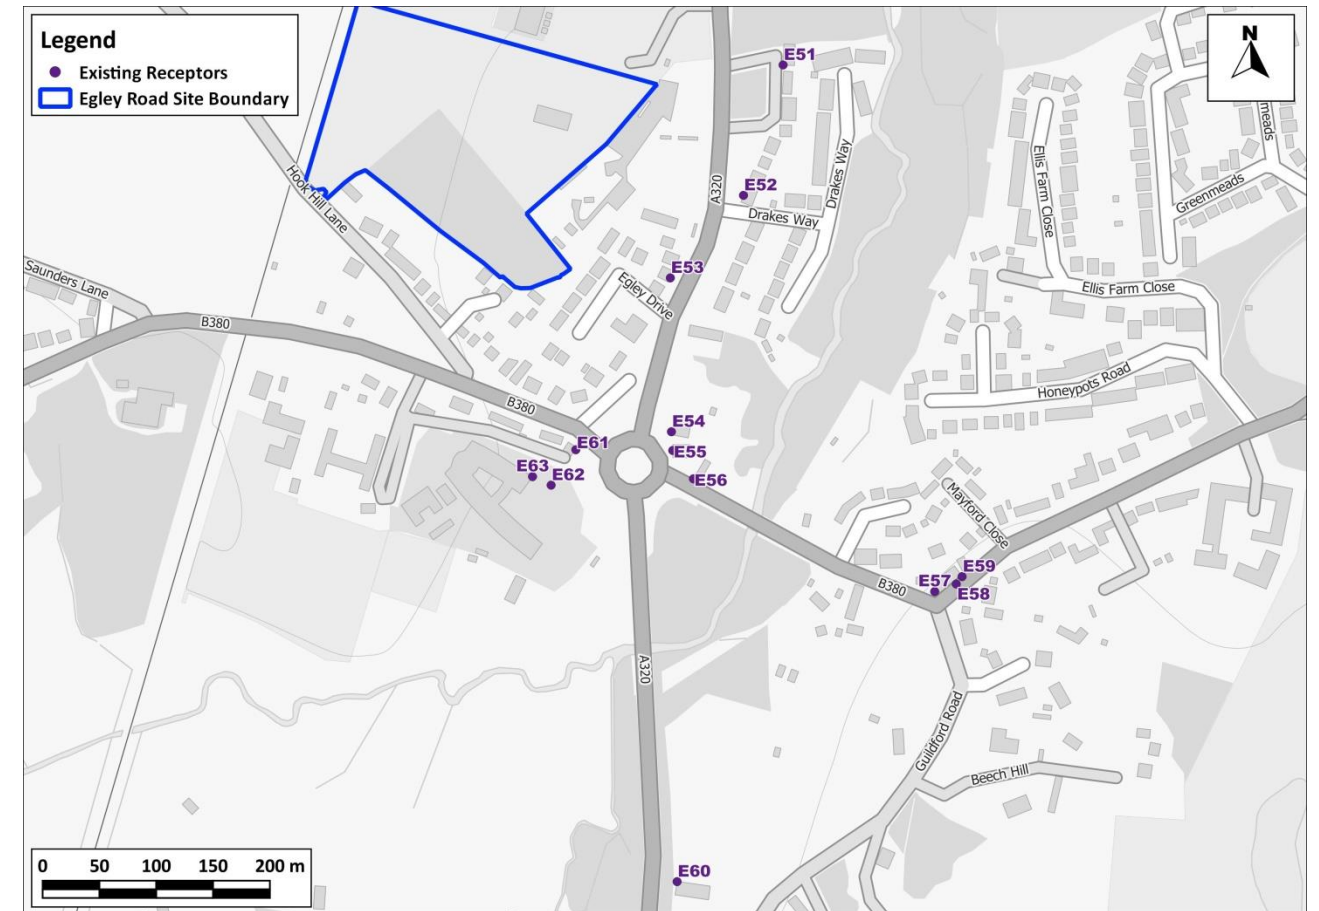 Legend
Existing Receptors
Egley Road Site Boundary
N
E51
E52
E53
E54
E55
E56
E57
E58
E59
E60
E61
E62
E63
A320
A320
Drakes Way
Drakes Way
Egley Drive
Hook Hill Lane
Saunders Lane
B380
B380
B380
Ellis Farm Close
Ellis Farm Close
Greenmeads
Honeypots Road
Mayford Close
Guildford Road
Beech Hill
0 50 100 150 200 m